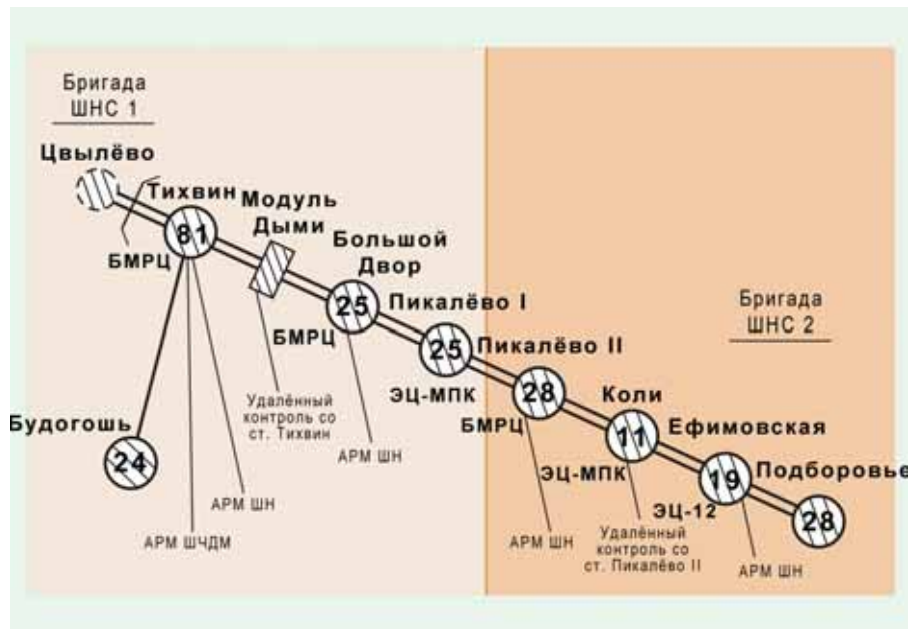 Бригада
ШНС 1
Цвылёво
Тихвин
81
БМРЦ
Модуль
Дыми
Большой
Двор
25
БМРЦ
Пикалёво I
25
ЭЦ-МПК
Пикалёво II
28
БМРЦ
Бригада
ШНС 2
Коли
11
ЭЦ-МПК
Ефимовская
19
ЭЦ-12
Подборовье
28
Будогошь
24
Удалённый
контроль со
ст. Тихвин
АРМ ШН
АРМ ШН
АРМ ШЧДМ
АРМ ШН
Удалённый
контроль со
ст. Пикалёво II
АРМ ШН